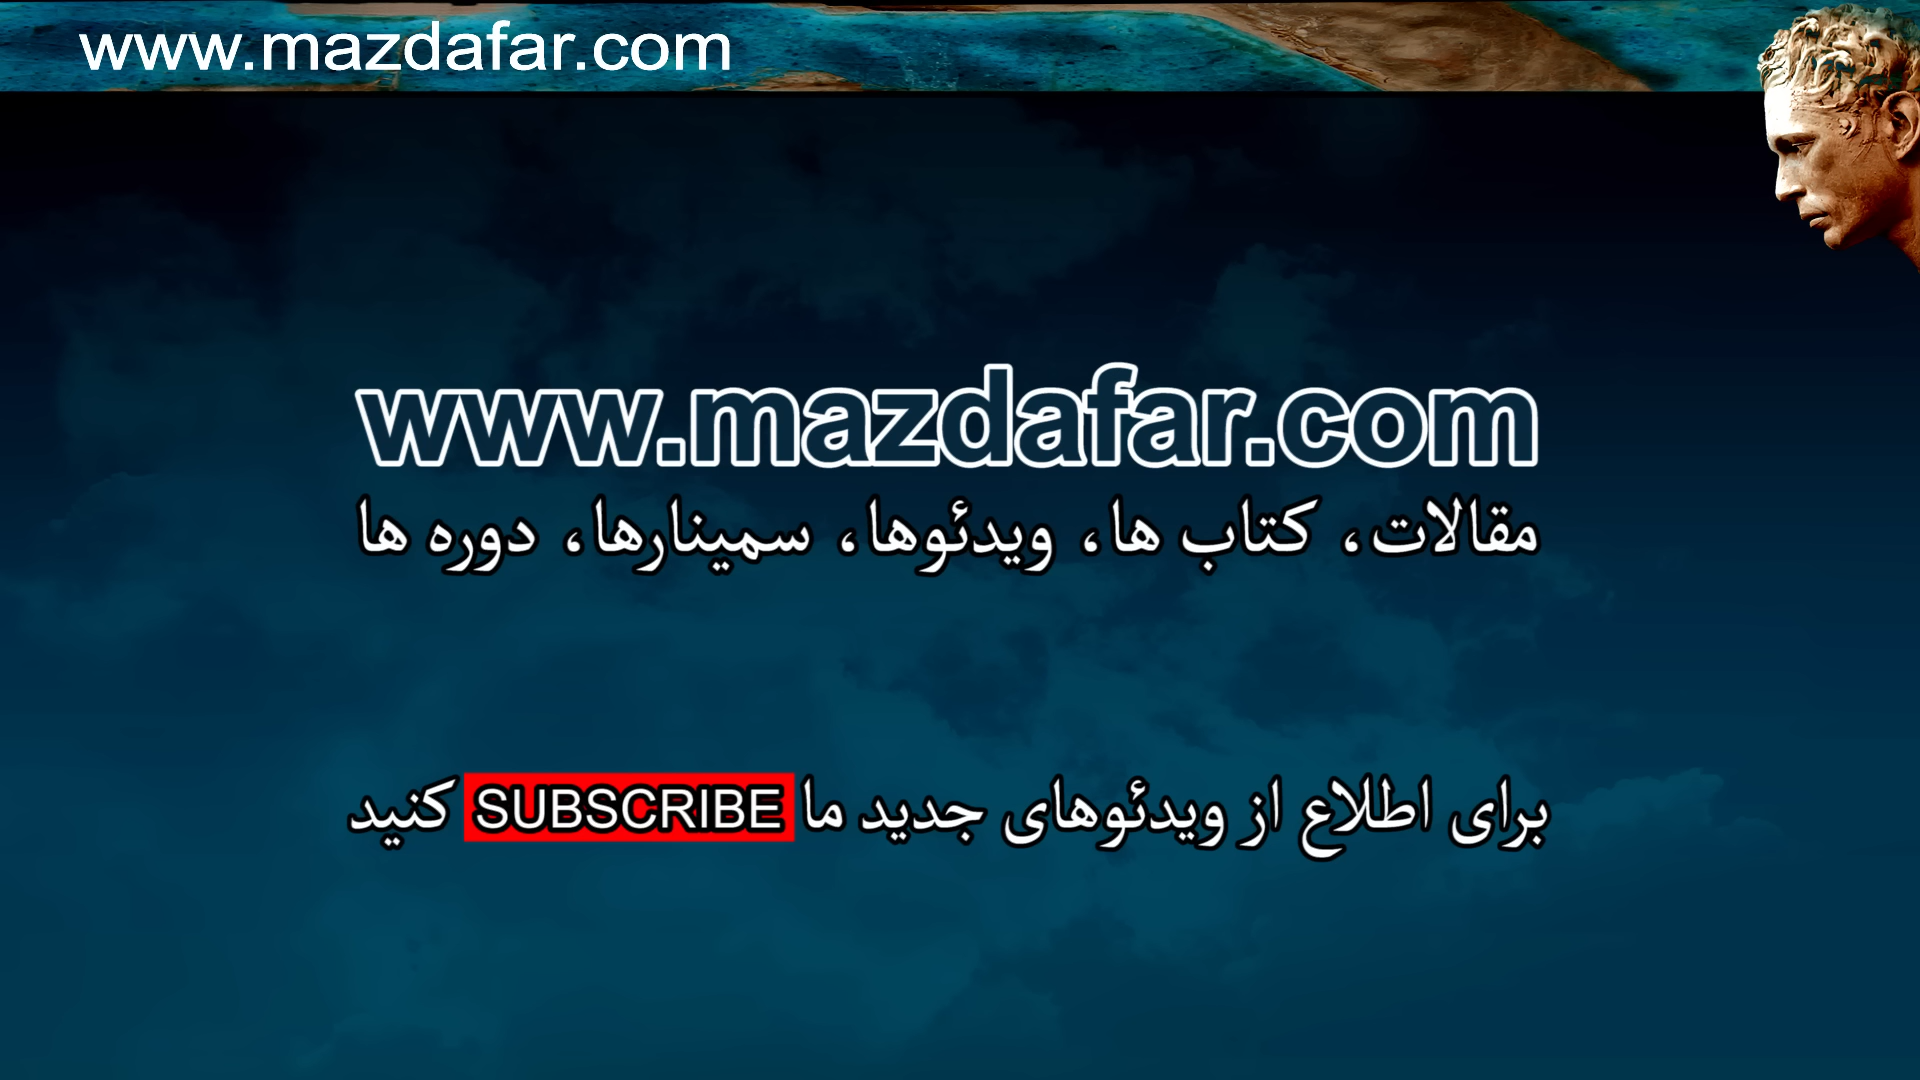 www.mazdafar.com
www.mazdafar.com
مقالات، کتاب ها، ویدئوها، سمینارها، دوره ها
برای اطلاع از ویدئوهای جدید ما SUBSCRIBE کنید